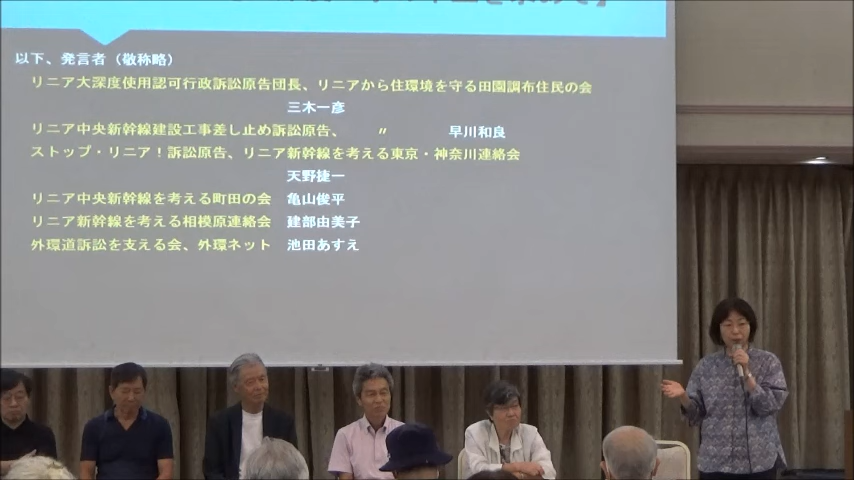 以下、発言者（敬称略）
リニア大深度使用認可行政訴訟原告団長、リニアから住環境を守る田園調布住民の会
三木一彦
リニア中央新幹線建設工事差し止め訴訟原告、　〃　早川和良
ストップ・リニア！訴訟原告、リニア新幹線を考える東京・神奈川連絡会
天野捷一
リニア中央新幹線を考える町田の会　亀山俊平
リニア新幹線を考える相模原連絡会　建部由美子
外環道訴訟を支える会、外環ネット　池田あすえ